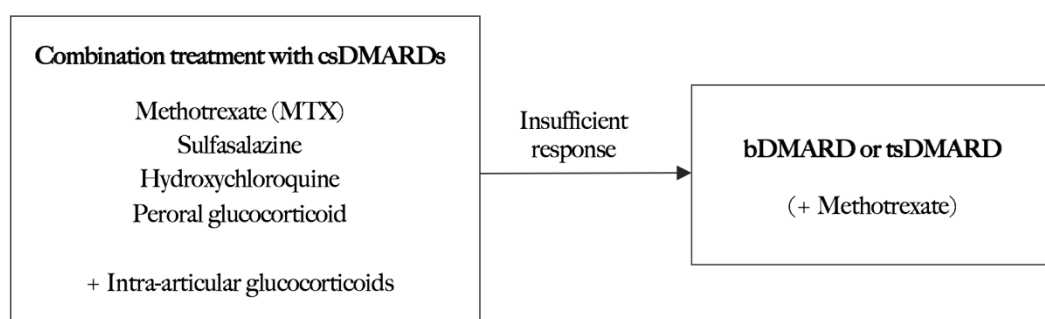 Combination treatment with csDMARDs
Methotrexate (MTX)
Sulfasalazine
Hydroxychloroquine
Peroral glucocorticoid
+ Intra-articular glucocorticoids
Insufficient
response
bDMARD or tsDMARD
(+ Methotrexate)